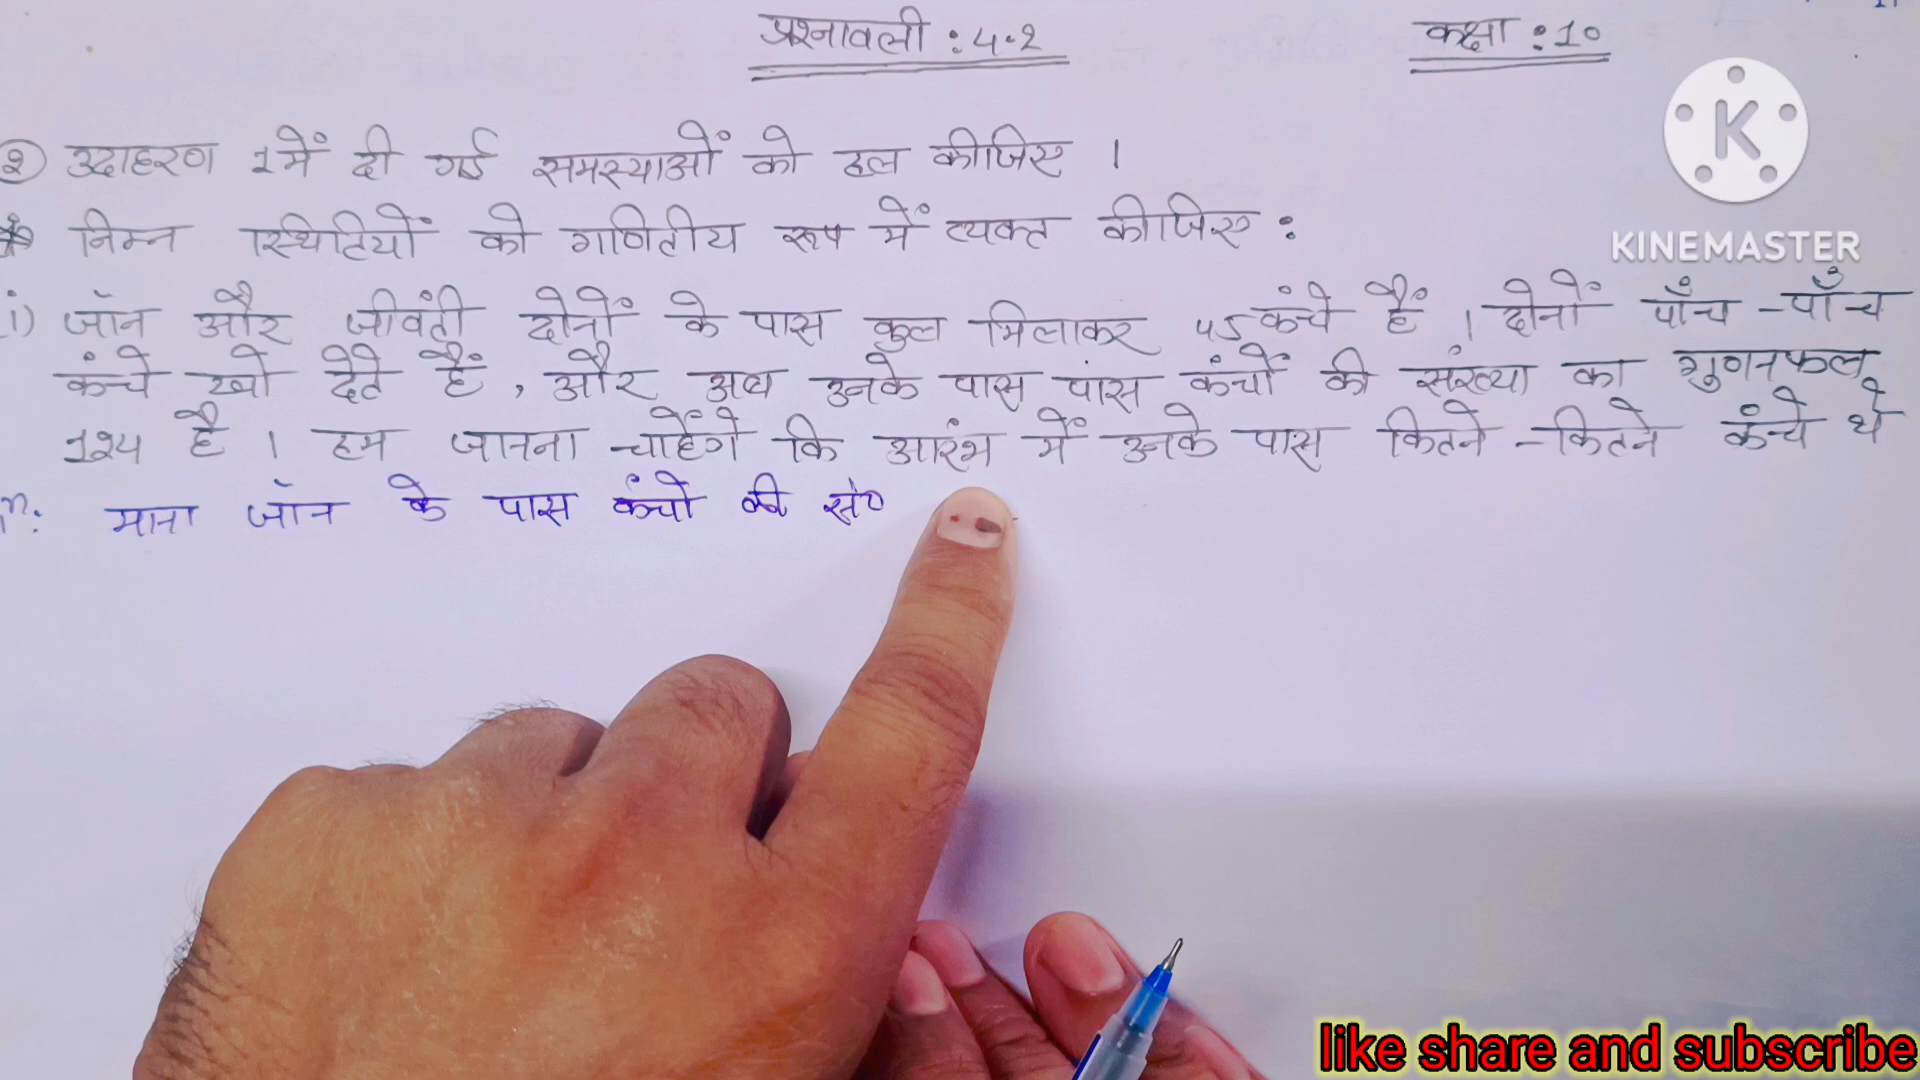 प्रश्नावली : 4.2
कक्षा : 10
② उदाहरण 1 में दी गई समस्याओं को हल कीजिए ।
निम्न स्थितियों को गणितीय रूप में व्यक्त कीजिए :
i) जॉन और जीवंती दोनों के पास कुल मिलाकर 45 कंचे हैं । दोनों पाँच - पाँच
कंचे खो देते हैं , और अब उनके पास पांस कंचों की संख्या का गुणनफल
124 है । हम जानना चाहेंगे कि आरंभ में उनके पास कितने - कितने कंचे थे
माना जॉन के पास कंचो की सं०
KINEMASTER
like share and subscribe